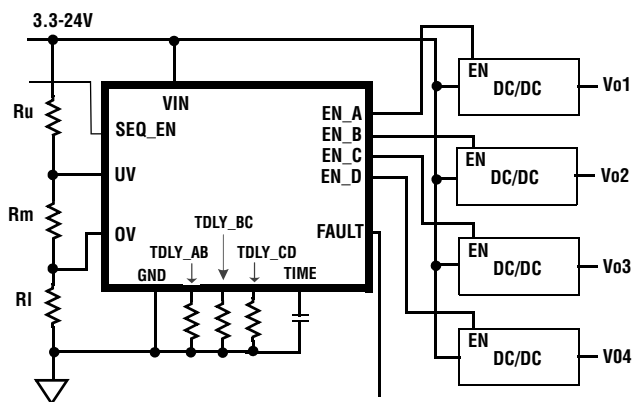 3.3-24V
EN
DC/DC
Vo1
VIN
Ru
SEQ_EN
EN_A
EN_B
EN_C
EN_D
EN
DC/DC
Vo2
UV
Rm
OV
TDLY_BC
TDLY_AB
TDLY_CD
FAULT
GND
TIME
EN
DC/DC
Vo3
Rl
EN
DC/DC
V04